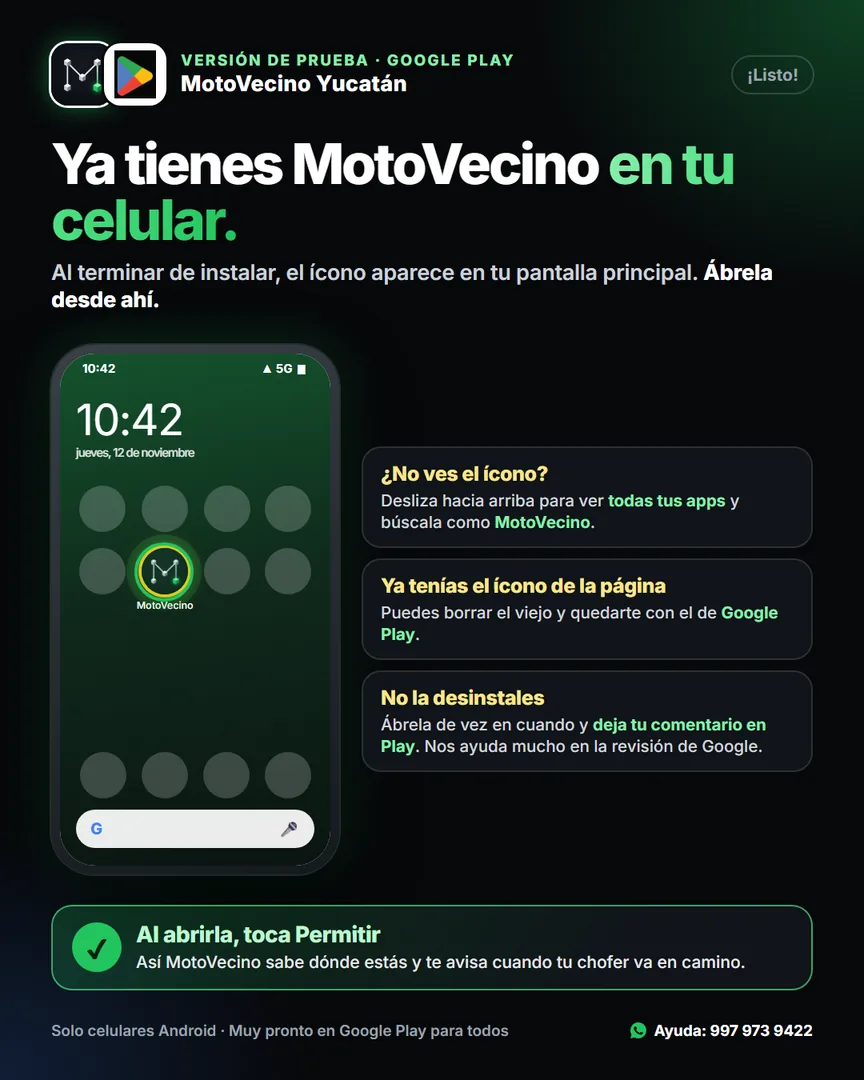 VERSIÓN DE PRUEBA · GOOGLE PLAY
MotoVecino Yucatán
¡Listo!
Ya tienes MotoVecino en tu
celular.
Al terminar de instalar, el ícono aparece en tu pantalla principal. Ábrela
desde ahí.
10:42
5G
10:42
jueves, 12 de noviembre
MotoVecino
G
¿No ves el ícono?
Desliza hacia arriba para ver todas tus apps y
búscala como MotoVecino.
Ya tenías el ícono de la página
Puedes borrar el viejo y quedarte con el de Google
Play.
No la desinstales
Ábrela de vez en cuando y deja tu comentario en
Play. Nos ayuda mucho en la revisión de Google.
Al abrirla, toca Permitir
Así MotoVecino sabe dónde estás y te avisa cuando tu chofer va en camino.
Solo celulares Android · Muy pronto en Google Play para todos
Ayuda: 997 973 9422